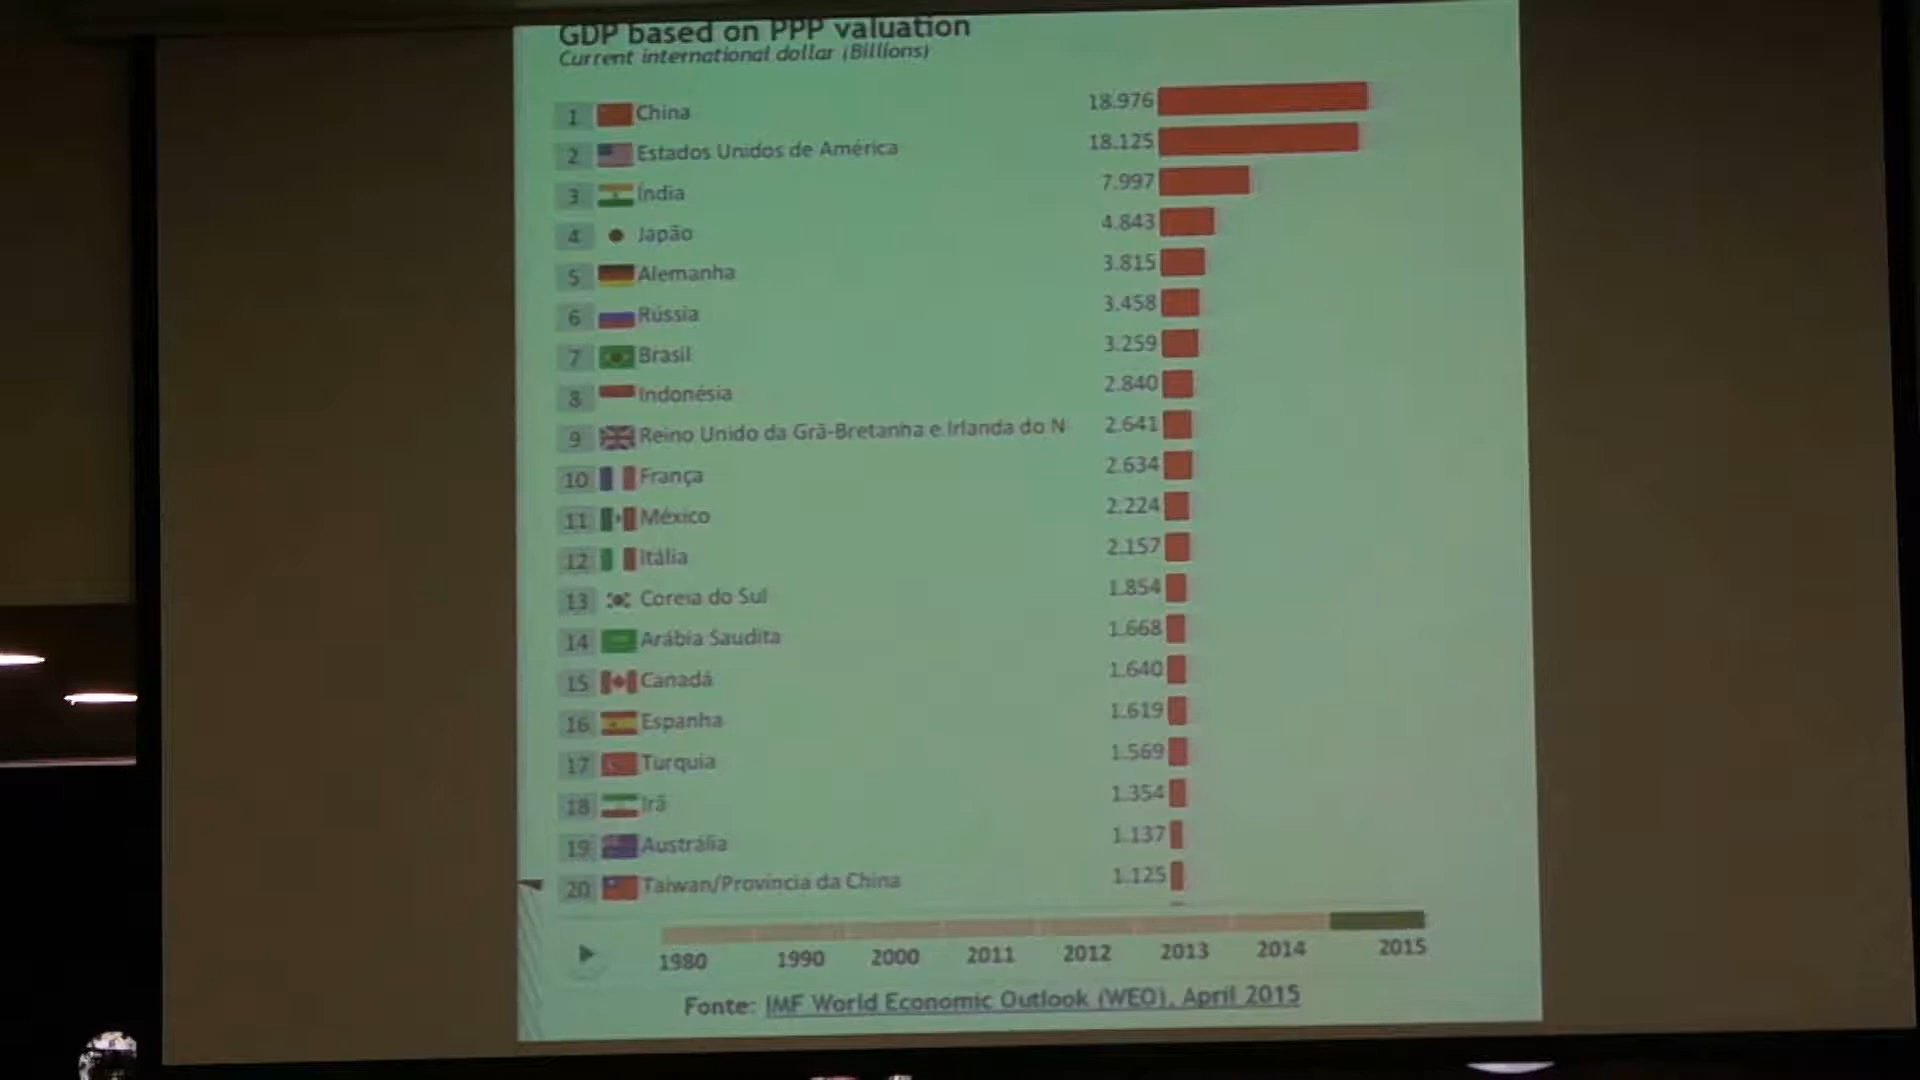 GDP based on PPP valuation
Current international dollar (Billions)
1 China 18.976
2 Estados Unidos de América 18.125
3 Índia 7.997
4 Japão 4.843
5 Alemanha 3.815
6 Rússia 3.458
7 Brasil 3.259
8 Indonésia 2.840
9 Reino Unido da Grã-Bretanha e Irlanda do N 2.641
10 França 2.634
11 México 2.224
12 Itália 2.157
13 Coreia do Sul 1.854
14 Arábia Saudita 1.668
15 Canadá 1.640
16 Espanha 1.619
17 Turquia 1.569
18 Irã 1.354
19 Austrália 1.137
20 Taiwan/Província da China 1.125
1980 1990 2000 2011 2012 2013 2014 2015
Fonte: IMF World Economic Outlook (WEO), April 2015